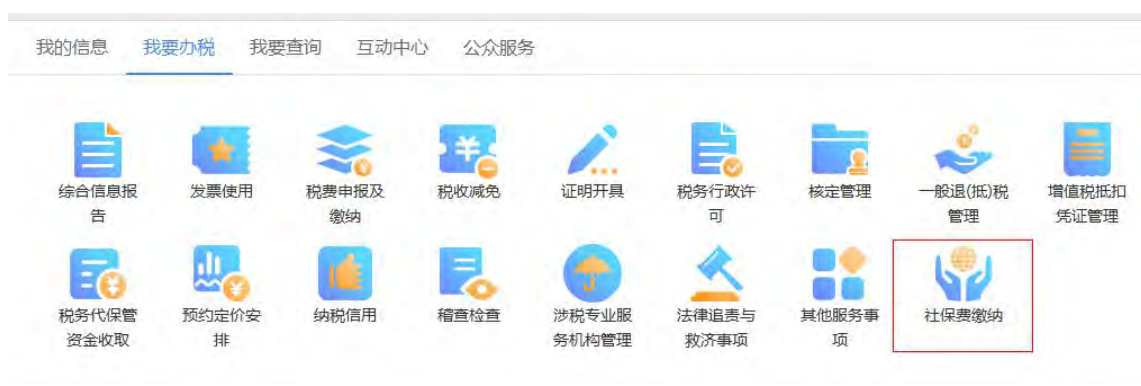 我的信息 我要办税 我要查询 互动中心 公众服务
综合信息报告 发票使用 税费申报及缴纳 税收减免 证明开具 税务行政许可 核定管理 一般退(抵)税管理 增值税抵扣凭证管理
税务代保管资金收取 预约定价安排 纳税信用 稽查检查 涉税专业服务机构管理 法律追责与救济事项 其他服务事项 社保费缴纳